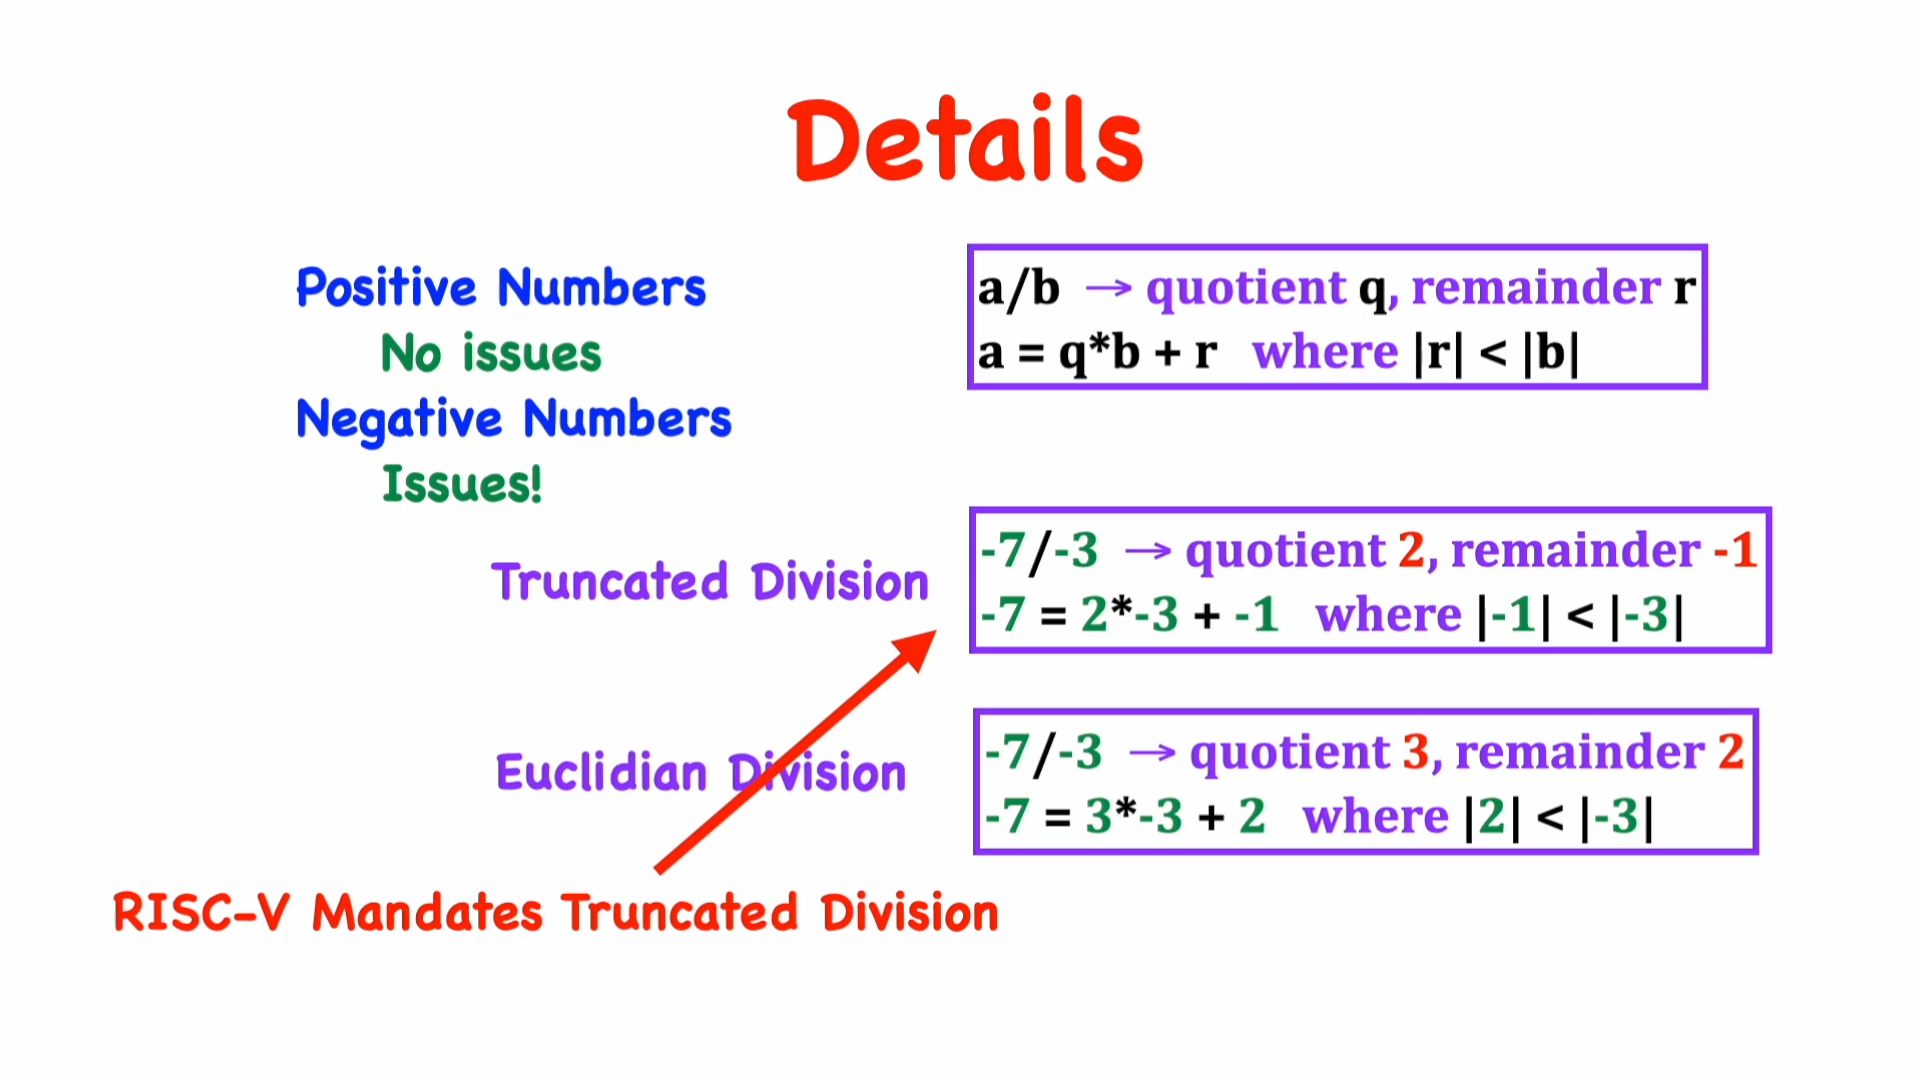 Details
Positive Numbers
No issues
Negative Numbers
Issues!
a/b → quotient q, remainder r
a = q*b + r where |r| < |b|
Truncated Division
-7/-3 → quotient 2, remainder -1
-7 = 2*-3 + -1 where |-1| < |-3|
Euclidian Division
-7/-3 → quotient 3, remainder 2
-7 = 3*-3 + 2 where |2| < |-3|
RISC-V Mandates Truncated Division